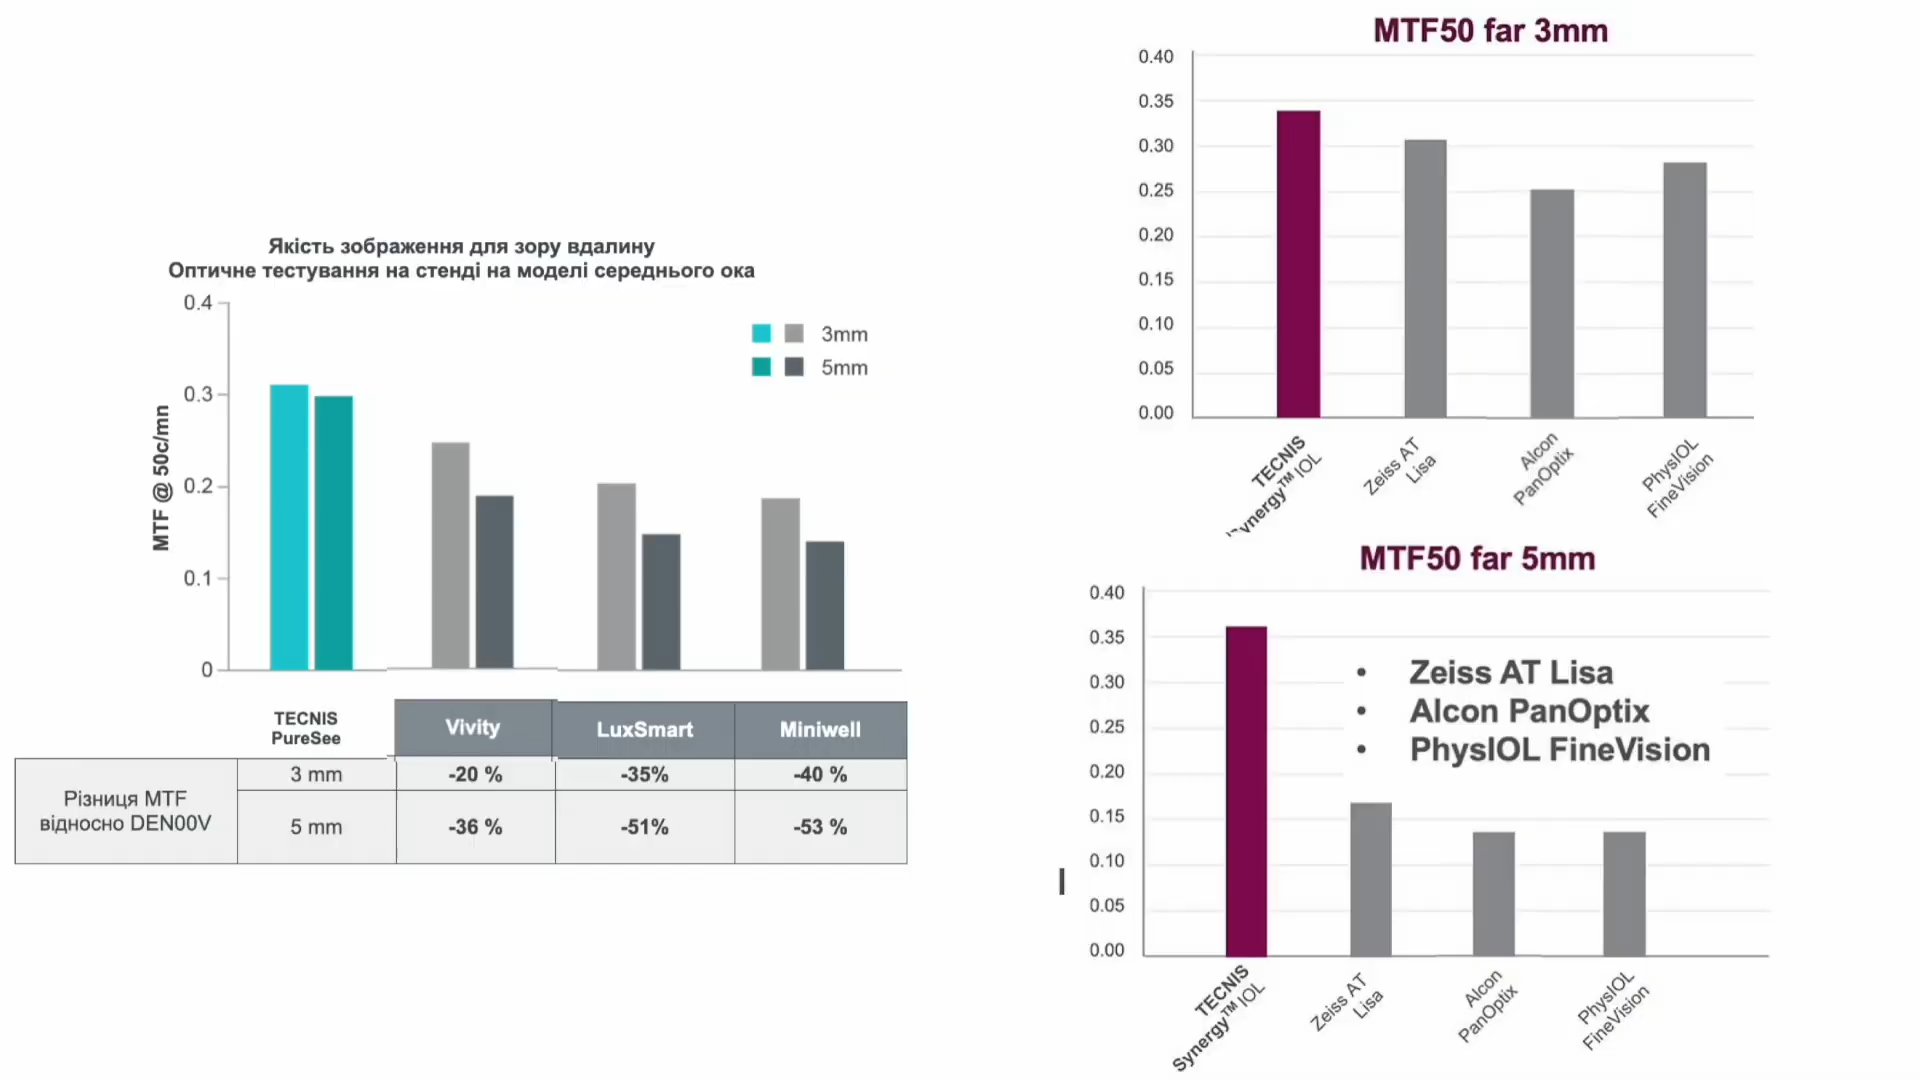 Якість зображення для зору вдалину
Оптичне тестування на стенді на моделі середнього ока
0.4
0.3
0.2
0.1
0
MTF @ 50c/mn
3mm
5mm
TECNIS
PureSee
Vivity
LuxSmart
Miniwell
Різниця MTF
відносно DEN00V
3 mm
-20 %
-35%
-40 %
5 mm
-36 %
-51%
-53 %
MTF50 far 3mm
0.40
0.35
0.30
0.25
0.20
0.15
0.10
0.05
0.00
TECNIS
Synergy™ IOL
Zeiss AT
Lisa
Alcon
PanOptix
PhysIOL
FineVision
MTF50 far 5mm
0.40
0.35
0.30
0.25
0.20
0.15
0.10
0.05
0.00
• Zeiss AT Lisa
• Alcon PanOptix
• PhysIOL FineVision
TECNIS
Synergy™ IOL
Zeiss AT
Lisa
Alcon
PanOptix
PhysIOL
FineVision